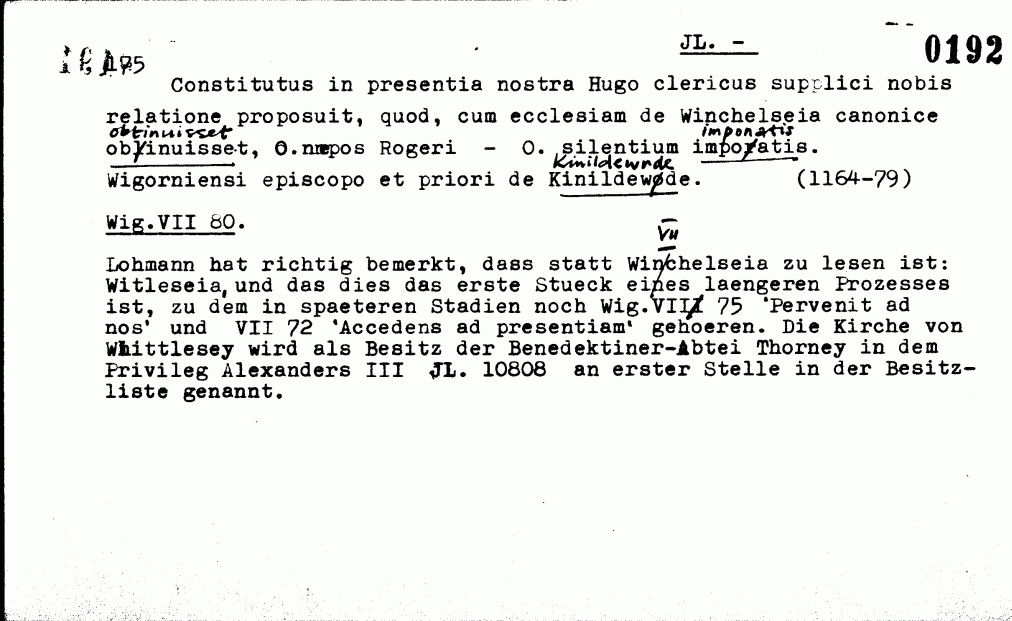 JL. -
0192
175
Constitutus in presentia nostra Hugo clericus supplici nobis
relatione proposuit, quod, cum ecclesiam de Winchelseia canonice
obtinuisset imponatis
obtinuisset, O.nepos Rogeri - O. silentium imponatis.
Kinildewrde
Wigorniensi episcopo et priori de Kinildewrde. (1164-79)
Wig.VII 80.
Lohmann hat richtig bemerkt, dass statt Winchelseia zu lesen ist:
Witleseia, und das dies das erste Stueck eines laengeren Prozesses
ist, zu dem in spaeteren Stadien noch Wig.VII 75 'Pervenit ad
nos' und VII 72 'Accedens ad presentiam' gehoeren. Die Kirche von
Whittlesey wird als Besitz der Benedektiner-Abtei Thorney in dem
Privileg Alexanders III JL. 10808 an erster Stelle in der Besitz-
liste genannt.